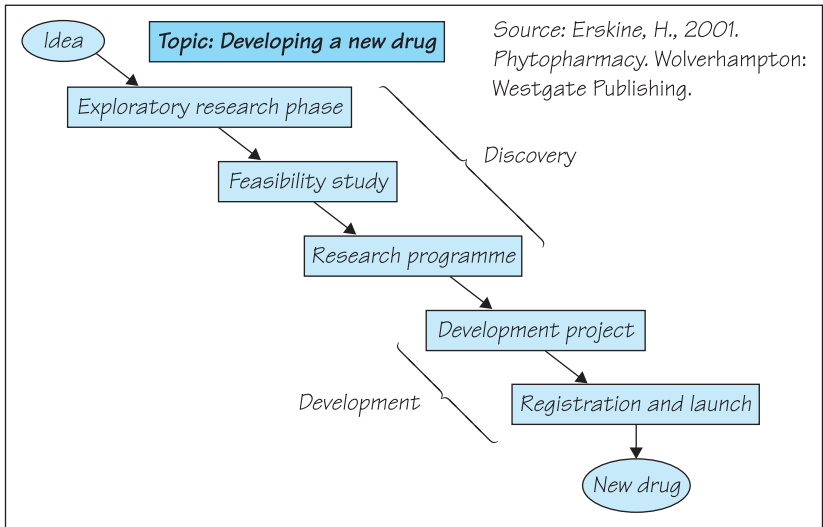 Idea
Topic: Developing a new drug
Source: Erskine, H., 2001.
Phytopharmacy. Wolverhampton:
Westgate Publishing.
Exploratory research phase
Discovery
Feasibility study
Research programme
Development project
Development
Registration and launch
New drug